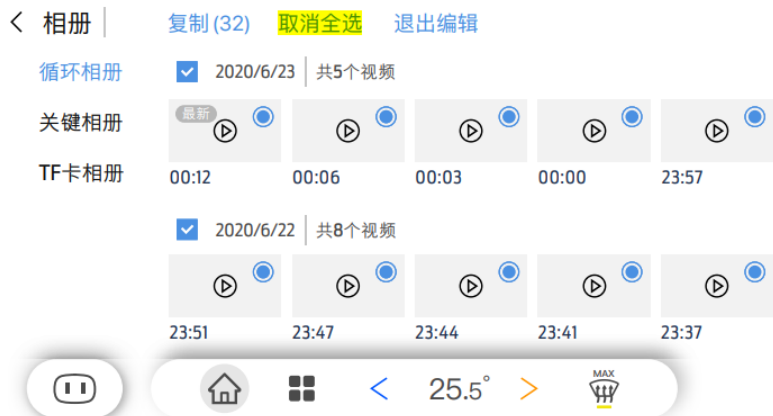 相册 复制(32) 取消全选 退出编辑
循环相册 2020/6/23 共5个视频
最新
关键相册
TF卡相册
00:12 00:06 00:03 00:00 23:57
2020/6/22 共8个视频
23:51 23:47 23:44 23:41 23:37
25.5° MAX